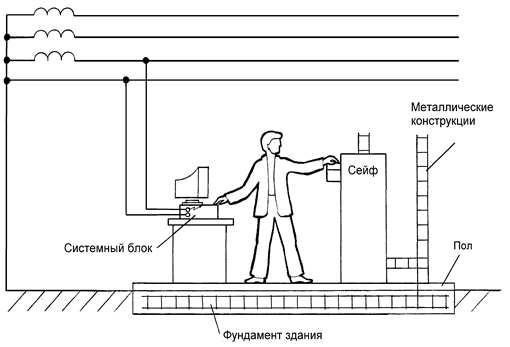 Металлические
конструкции
Сейф
Системный блок
Пол
Фундамент здания